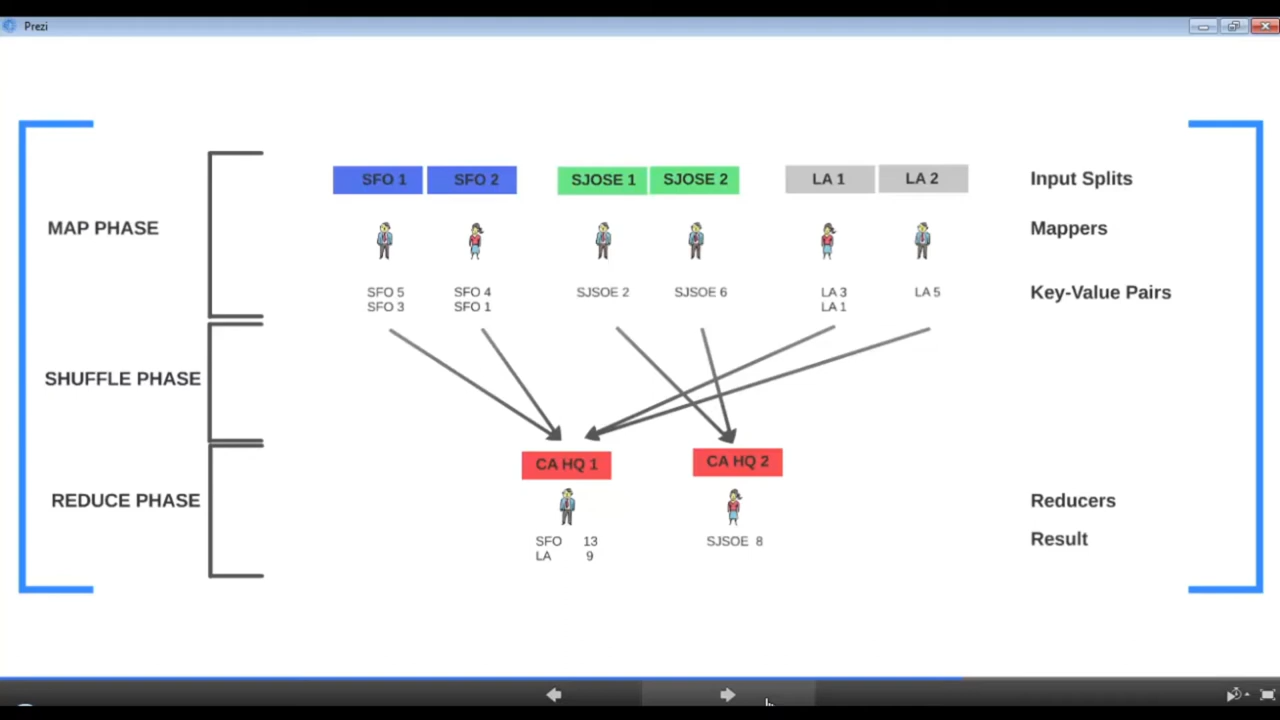 Prezi
SFO 1 SFO 2 SJOSE 1 SJOSE 2 LA 1 LA 2 Input Splits
MAP PHASE Mappers
SFO 5 SFO 4 SJSOE 2 SJSOE 6 LA 3 LA 5 Key-Value Pairs
SFO 3 SFO 1 LA 1
SHUFFLE PHASE
CA HQ 1 CA HQ 2
REDUCE PHASE Reducers
SFO 13 SJSOE 8 Result
LA 9